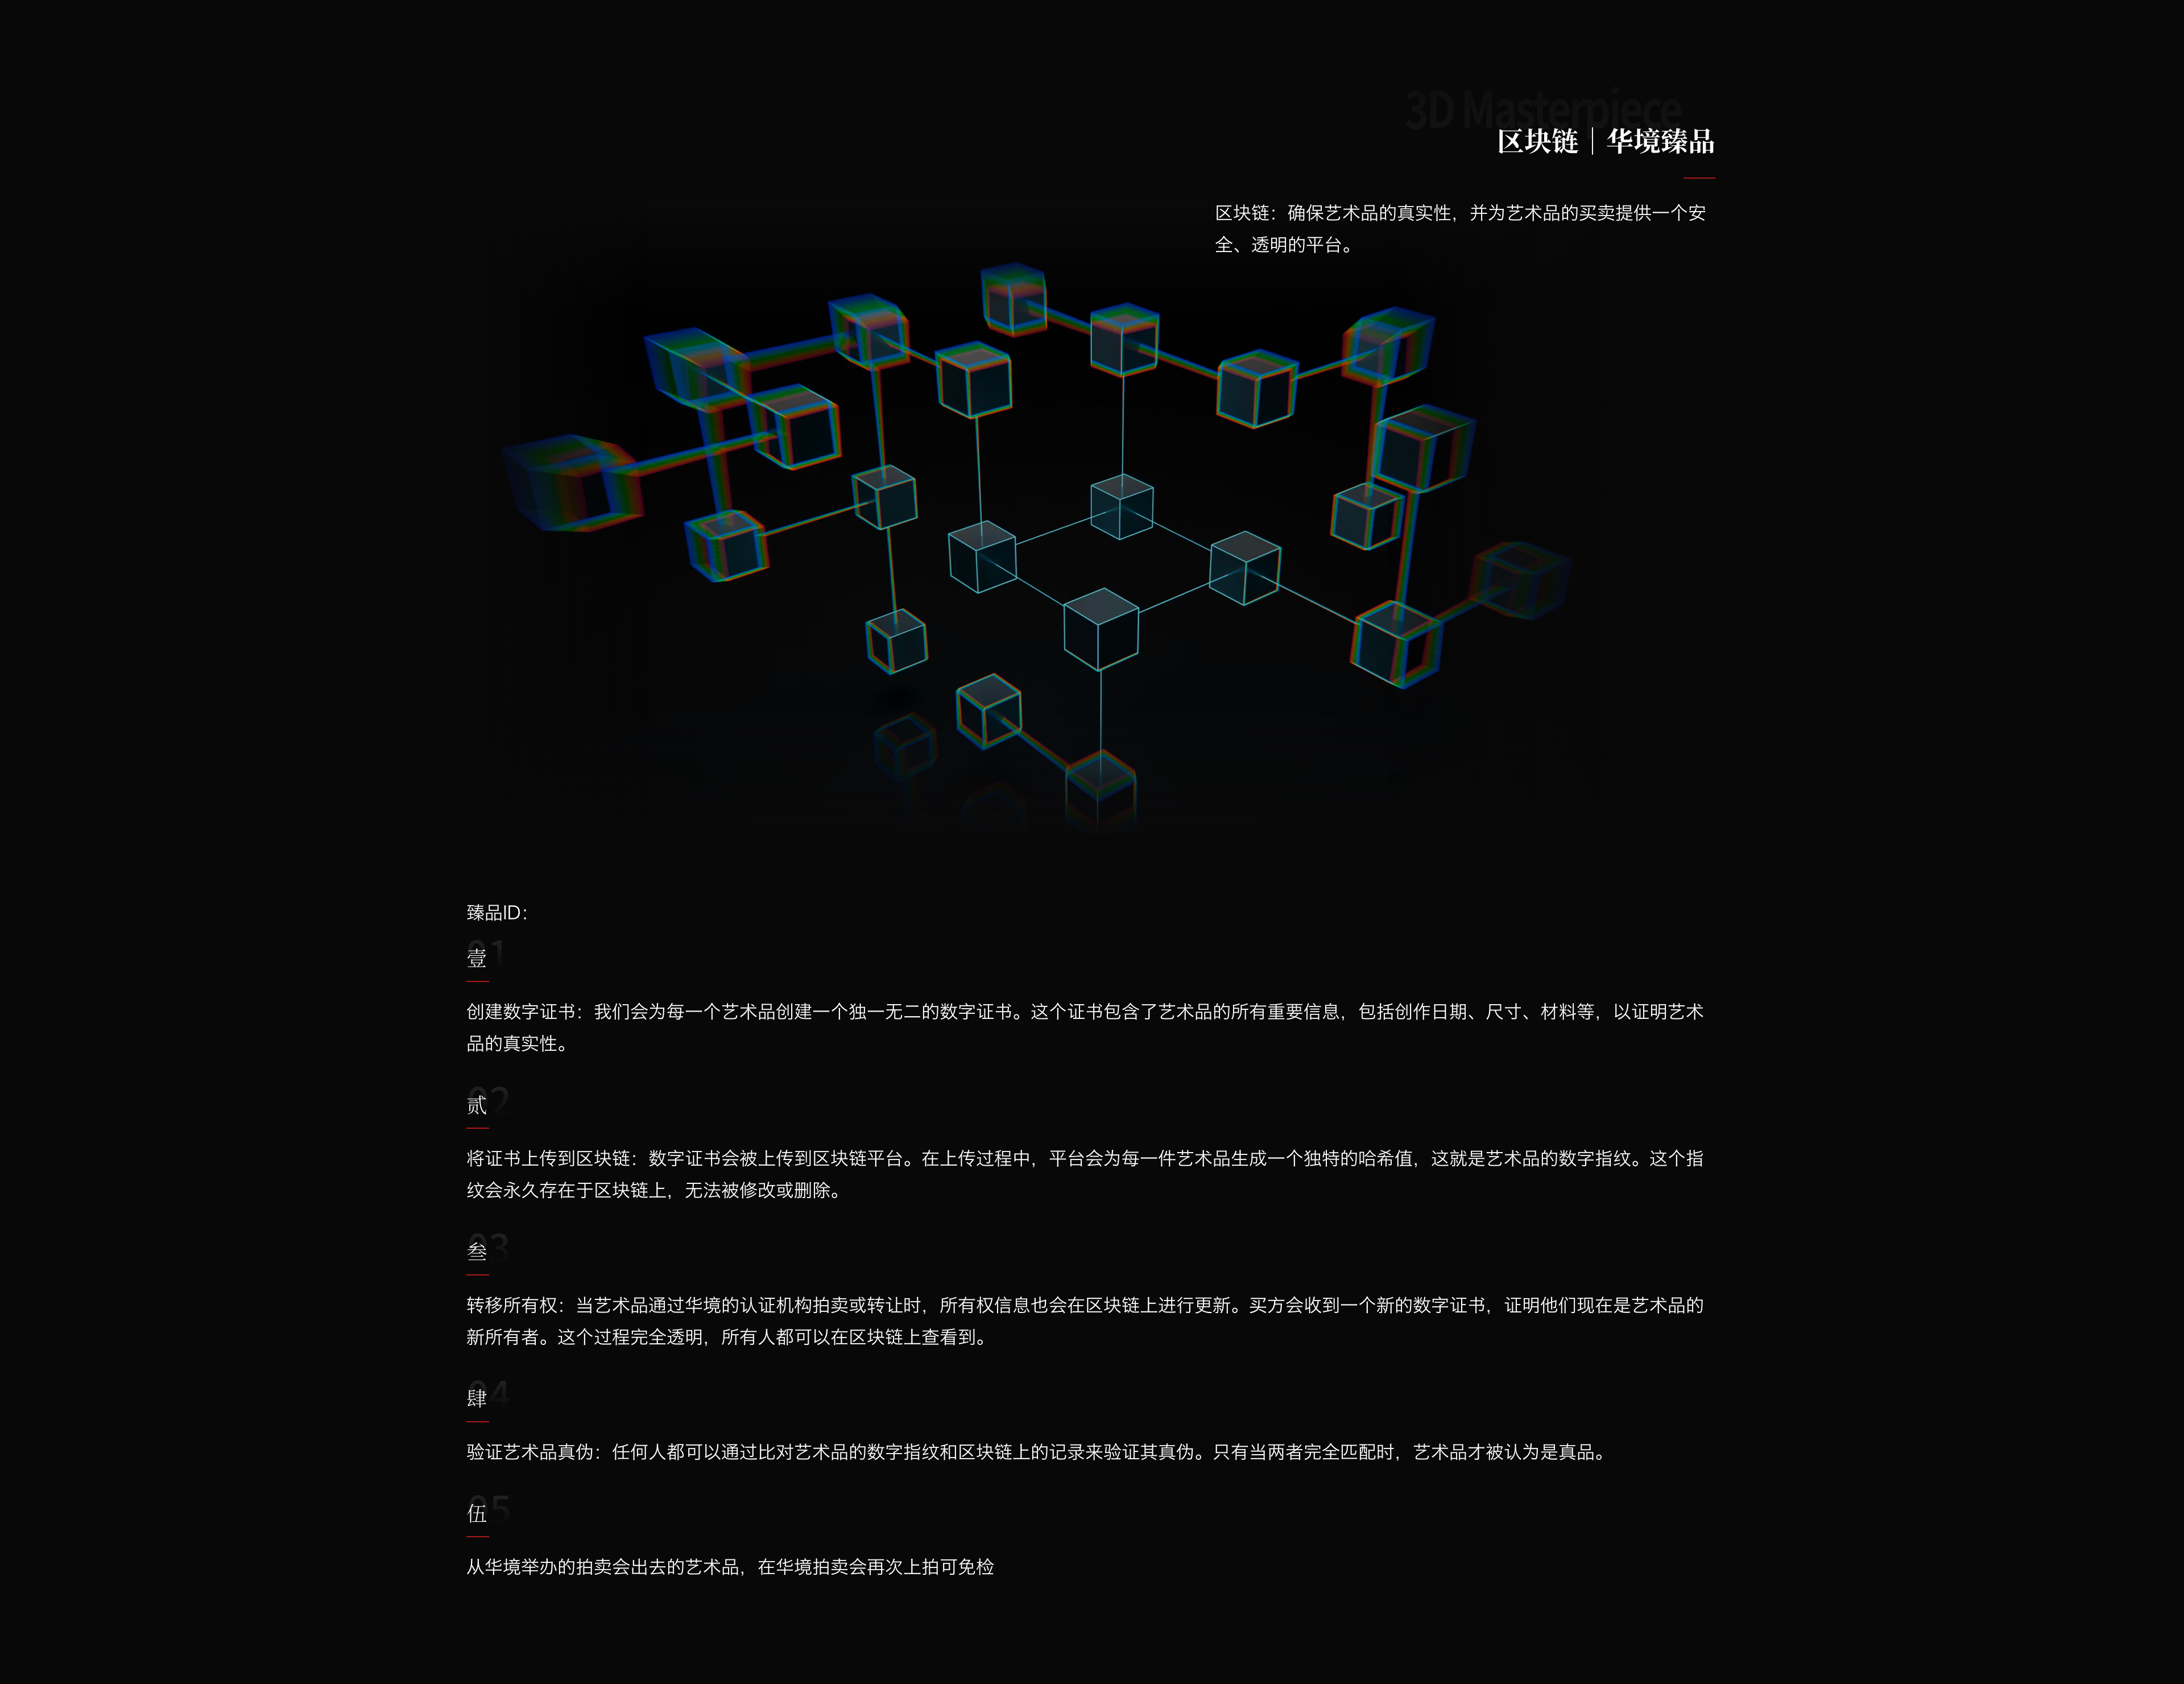 3D Masterpiece
区块链｜华境臻品
区块链：确保艺术品的真实性，并为艺术品的买卖提供一个安
全、透明的平台。
臻品ID：
01
壹
创建数字证书：我们会为每一个艺术品创建一个独一无二的数字证书。这个证书包含了艺术品的所有重要信息，包括创作日期、尺寸、材料等，以证明艺术
品的真实性。
02
贰
将证书上传到区块链：数字证书会被上传到区块链平台。在上传过程中，平台会为每一件艺术品生成一个独特的哈希值，这就是艺术品的数字指纹。这个指
纹会永久存在于区块链上，无法被修改或删除。
03
叁
转移所有权：当艺术品通过华境的认证机构拍卖或转让时，所有权信息也会在区块链上进行更新。买方会收到一个新的数字证书，证明他们现在是艺术品的
新所有者。这个过程完全透明，所有人都可以在区块链上查看到。
04
肆
验证艺术品真伪：任何人都可以通过比对艺术品的数字指纹和区块链上的记录来验证其真伪。只有当两者完全匹配时，艺术品才被认为是真品。
05
伍
从华境举办的拍卖会出去的艺术品，在华境拍卖会再次上拍可免检